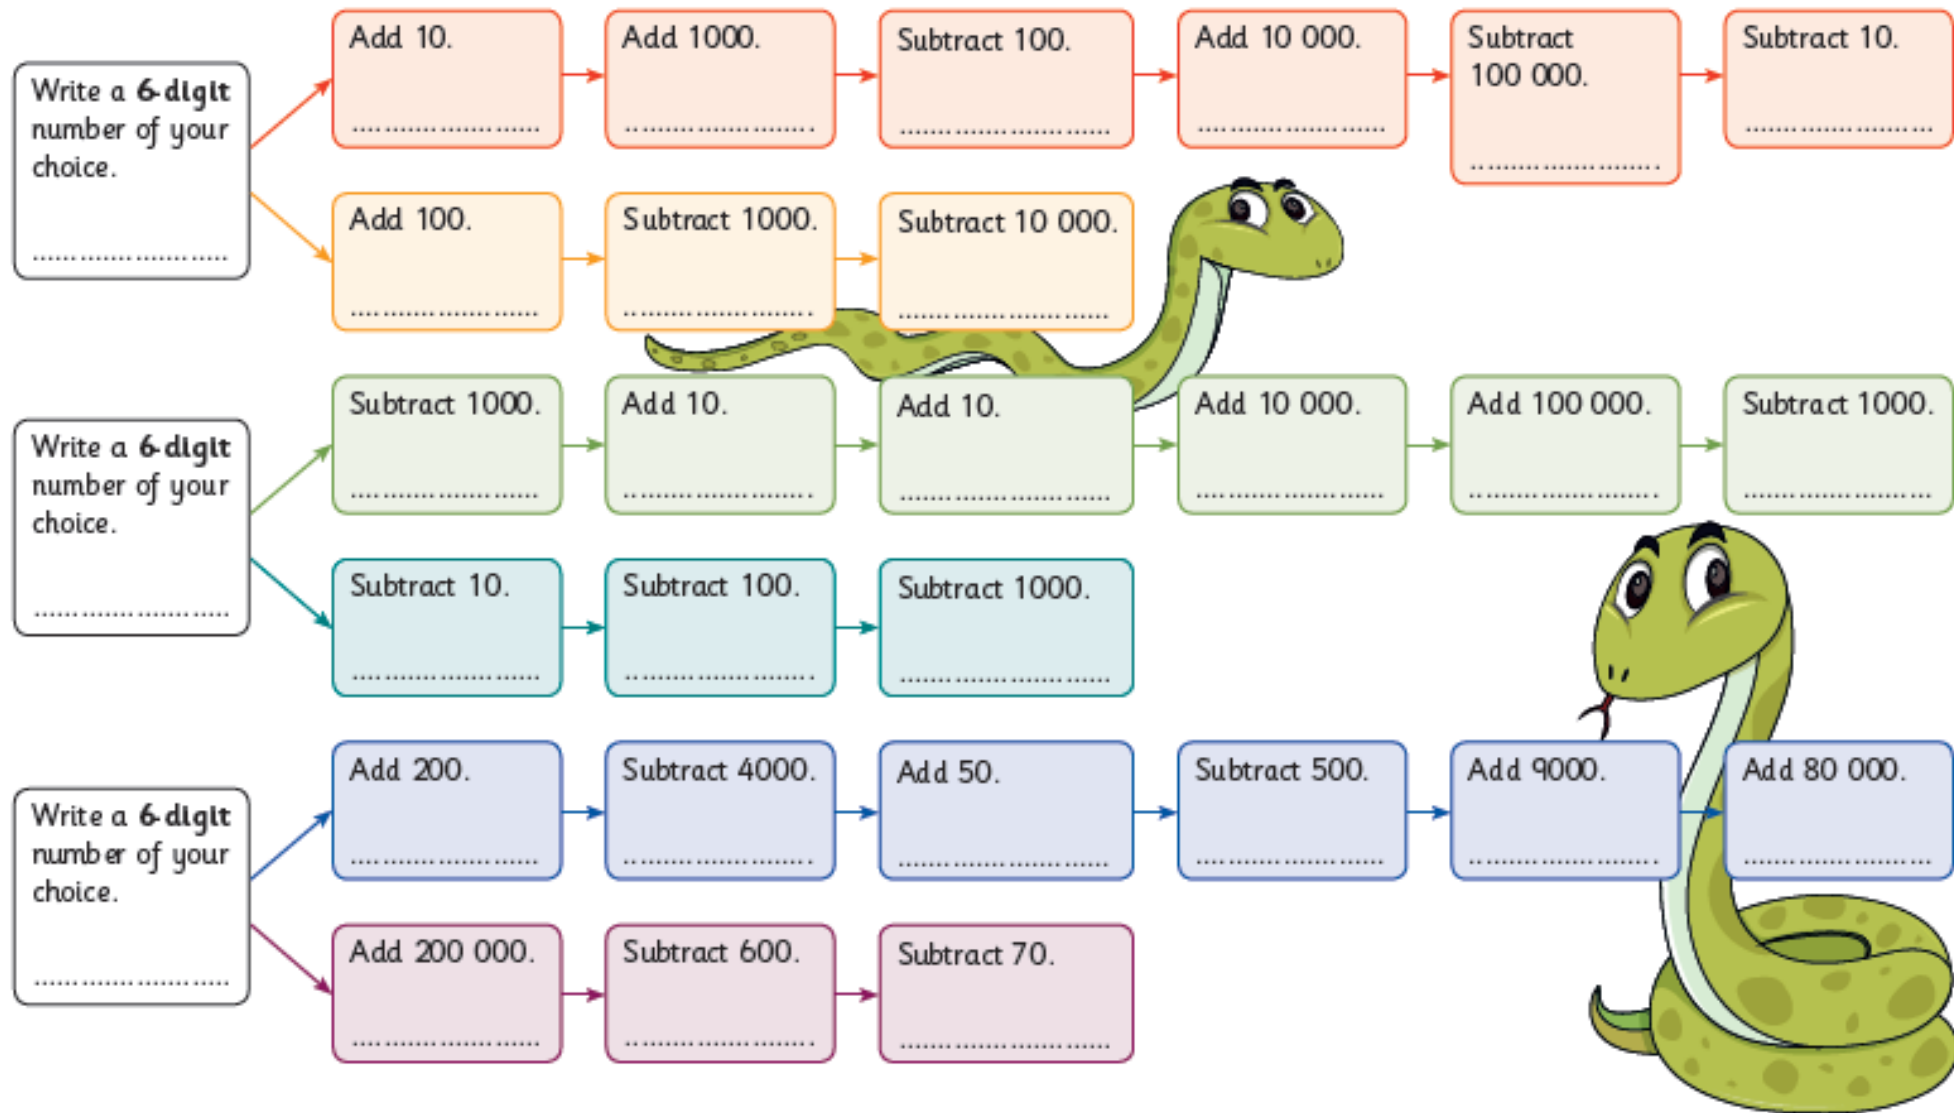 Write a 6-digit
number of your
choice.
Add 10.
Add 1000.
Subtract 100.
Add 10 000.
Subtract
100 000.
Subtract 10.
Add 100.
Subtract 1000.
Subtract 10 000.
Write a 6-digit
number of your
choice.
Subtract 1000.
Add 10.
Add 10.
Add 10 000.
Add 100 000.
Subtract 1000.
Subtract 10.
Subtract 100.
Subtract 1000.
Write a 6-digit
number of your
choice.
Add 200.
Subtract 4000.
Add 50.
Subtract 500.
Add 9000.
Add 80 000.
Add 200 000.
Subtract 600.
Subtract 70.